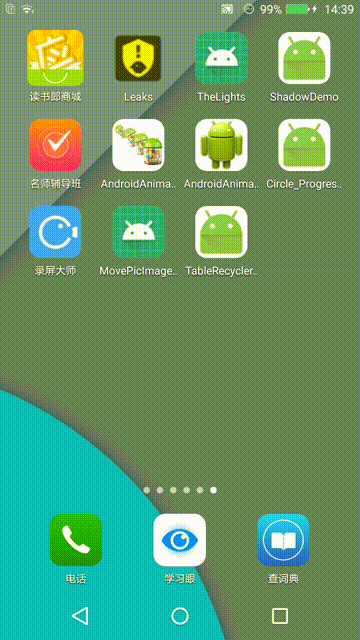 99% 14:39
读书郎商城 Leaks TheLights ShadowDemo
名师辅导班 AndroidAnima.. AndroidAnima.. Circle_Progres..
录屏大师 MovePicImage.. TableRecycler..
电话 学习眼 查词典